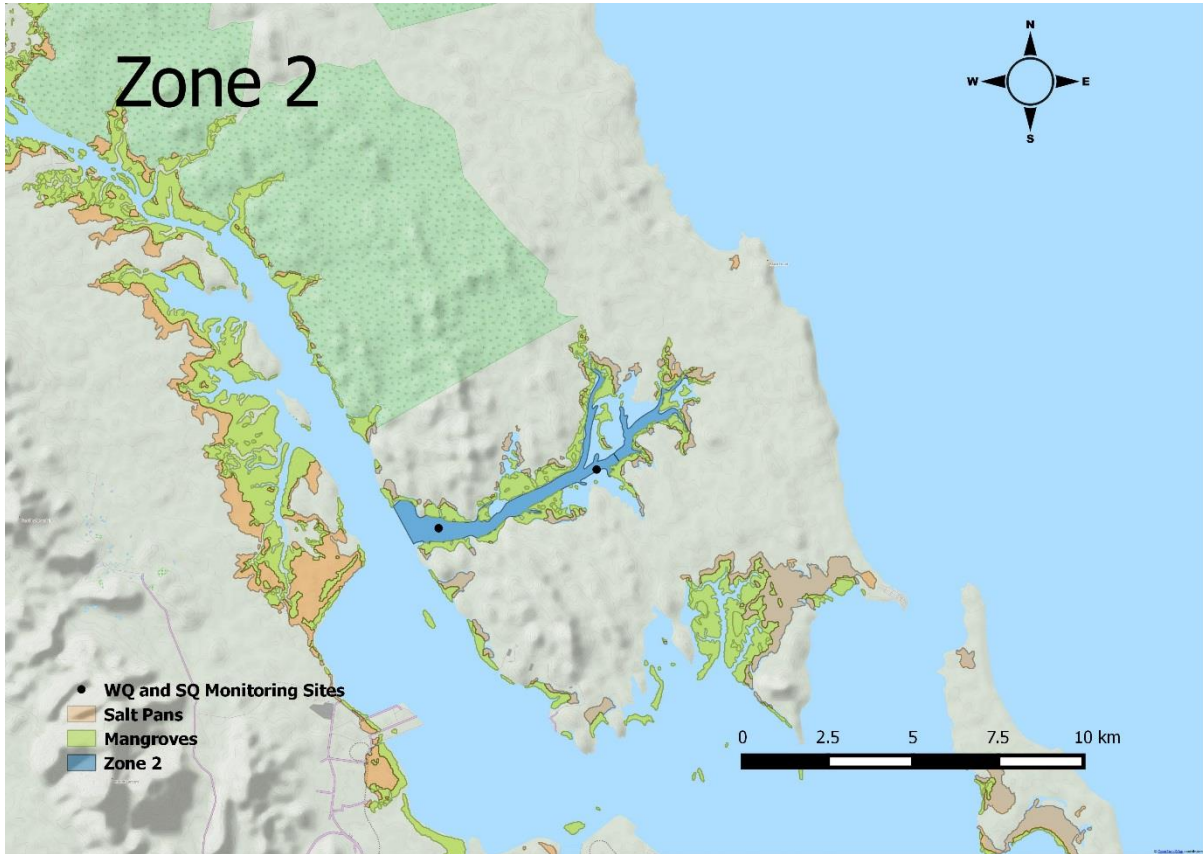 Zone 2
N
W E
S
WQ and SQ Monitoring Sites
Salt Pans
Mangroves
Zone 2
0 2.5 5 7.5 10 km